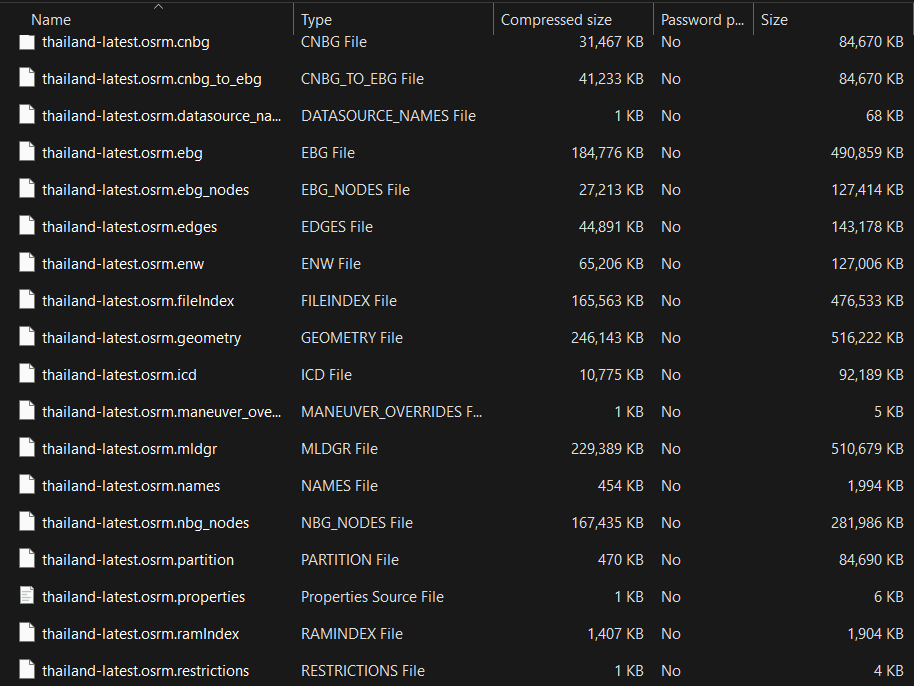 Name Type Compressed size Password p... Size
thailand-latest.osrm.cnbg CNBG File 31,467 KB No 84,670 KB
thailand-latest.osrm.cnbg_to_ebg CNBG_TO_EBG File 41,233 KB No 84,670 KB
thailand-latest.osrm.datasource_na... DATASOURCE_NAMES File 1 KB No 68 KB
thailand-latest.osrm.ebg EBG File 184,776 KB No 490,859 KB
thailand-latest.osrm.ebg_nodes EBG_NODES File 27,213 KB No 127,414 KB
thailand-latest.osrm.edges EDGES File 44,891 KB No 143,178 KB
thailand-latest.osrm.enw ENW File 65,206 KB No 127,006 KB
thailand-latest.osrm.fileIndex FILEINDEX File 165,563 KB No 476,533 KB
thailand-latest.osrm.geometry GEOMETRY File 246,143 KB No 516,222 KB
thailand-latest.osrm.icd ICD File 10,775 KB No 92,189 KB
thailand-latest.osrm.maneuver_ove... MANEUVER_OVERRIDES F... 1 KB No 5 KB
thailand-latest.osrm.mldgr MLDGR File 229,389 KB No 510,679 KB
thailand-latest.osrm.names NAMES File 454 KB No 1,994 KB
thailand-latest.osrm.nbg_nodes NBG_NODES File 167,435 KB No 281,986 KB
thailand-latest.osrm.partition PARTITION File 470 KB No 84,690 KB
thailand-latest.osrm.properties Properties Source File 1 KB No 6 KB
thailand-latest.osrm.ramIndex RAMINDEX File 1,407 KB No 1,904 KB
thailand-latest.osrm.restrictions RESTRICTIONS File 1 KB No 4 KB